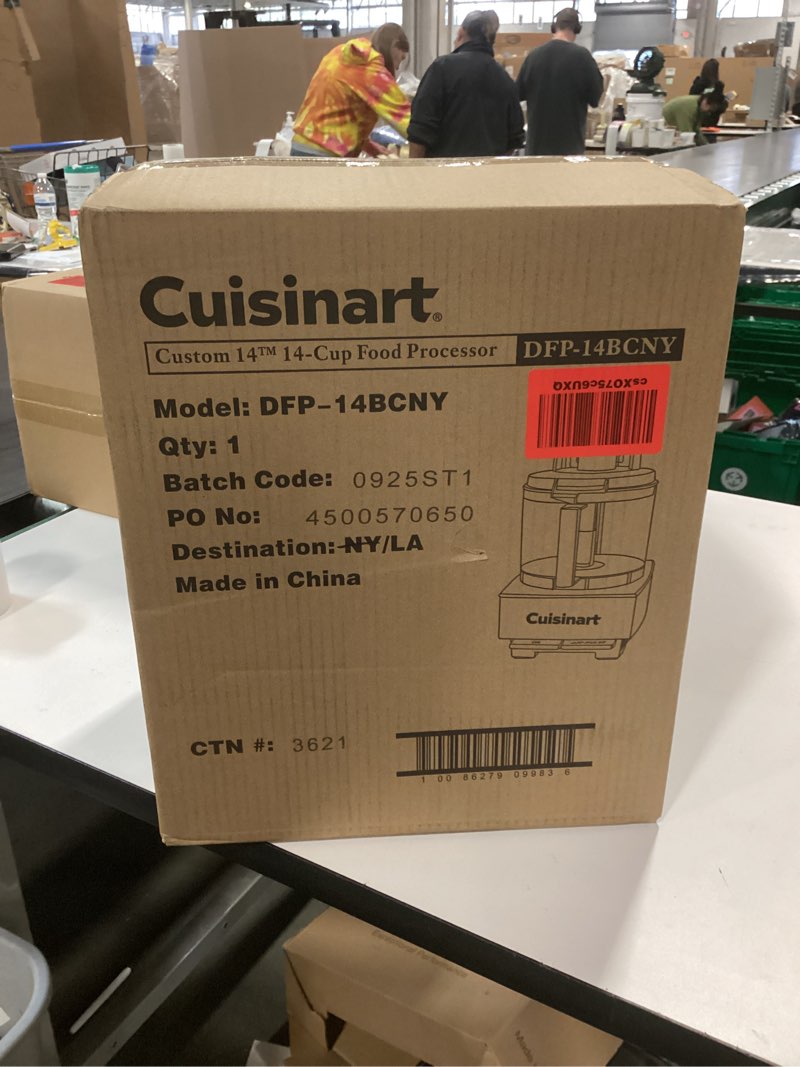 Cuisinart®
Custom 14™ 14-Cup Food Processor DFP-14BCNY
Model: DFP-14BCNY
csX075c6UXQ
Qty: 1
Batch Code: 0925ST1
PO No: 4500570650
Destination: NY/LA
Made in China
Cuisinart
CTN #: 3621
1 00 86279 09983 6